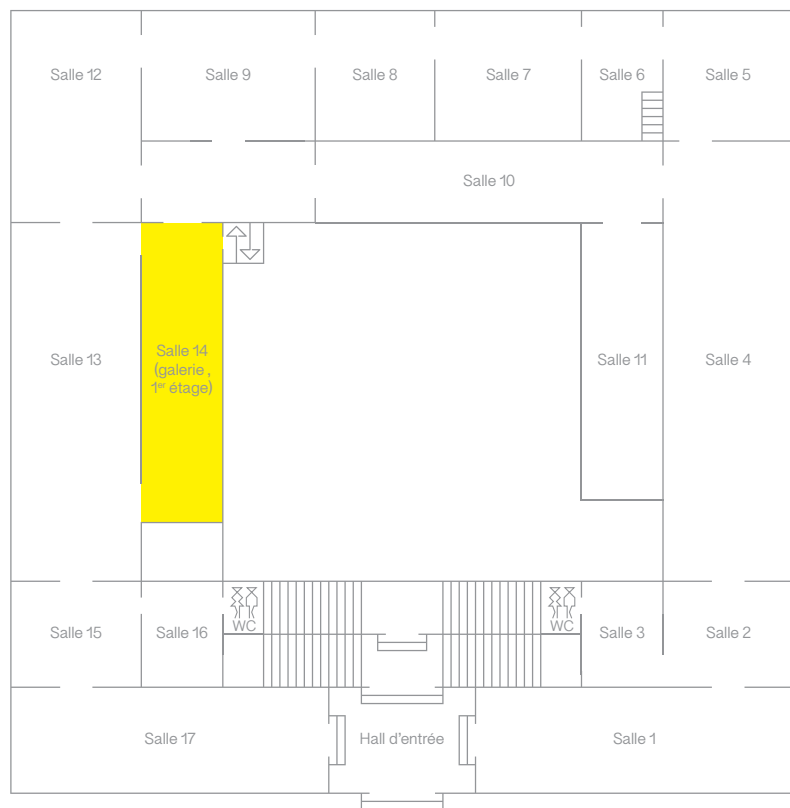 Salle 12
Salle 9
Salle 8
Salle 7
Salle 6
Salle 5
Salle 10
Salle 13
Salle 14
(galerie ,
1er étage)
Salle 11
Salle 4
WC
WC
Salle 15
Salle 16
Salle 3
Salle 2
Salle 17
Hall d'entrée
Salle 1